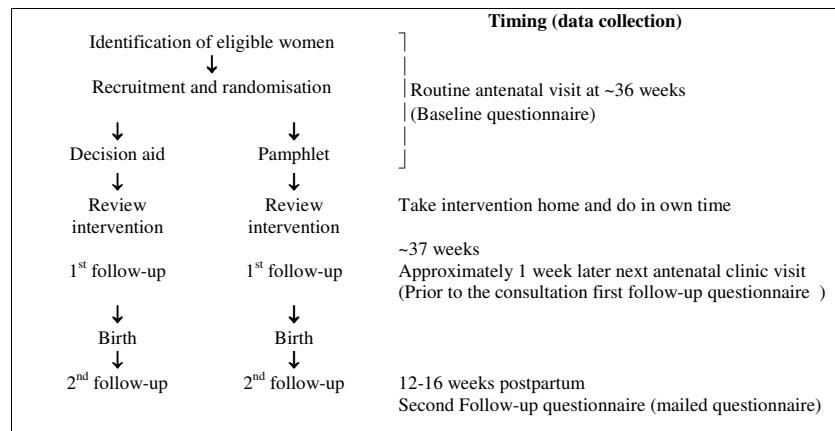 Timing (data collection)
Identification of eligible women
Recruitment and randomisation
Routine antenatal visit at ~36 weeks
(Baseline questionnaire)
Decision aid Pamphlet
Review Review
intervention intervention
Take intervention home and do in own time
~37 weeks
1st follow-up 1st follow-up
Approximately 1 week later next antenatal clinic visit
(Prior to the consultation first follow-up questionnaire )
Birth Birth
2nd follow-up 2nd follow-up
12-16 weeks postpartum
Second Follow-up questionnaire (mailed questionnaire)